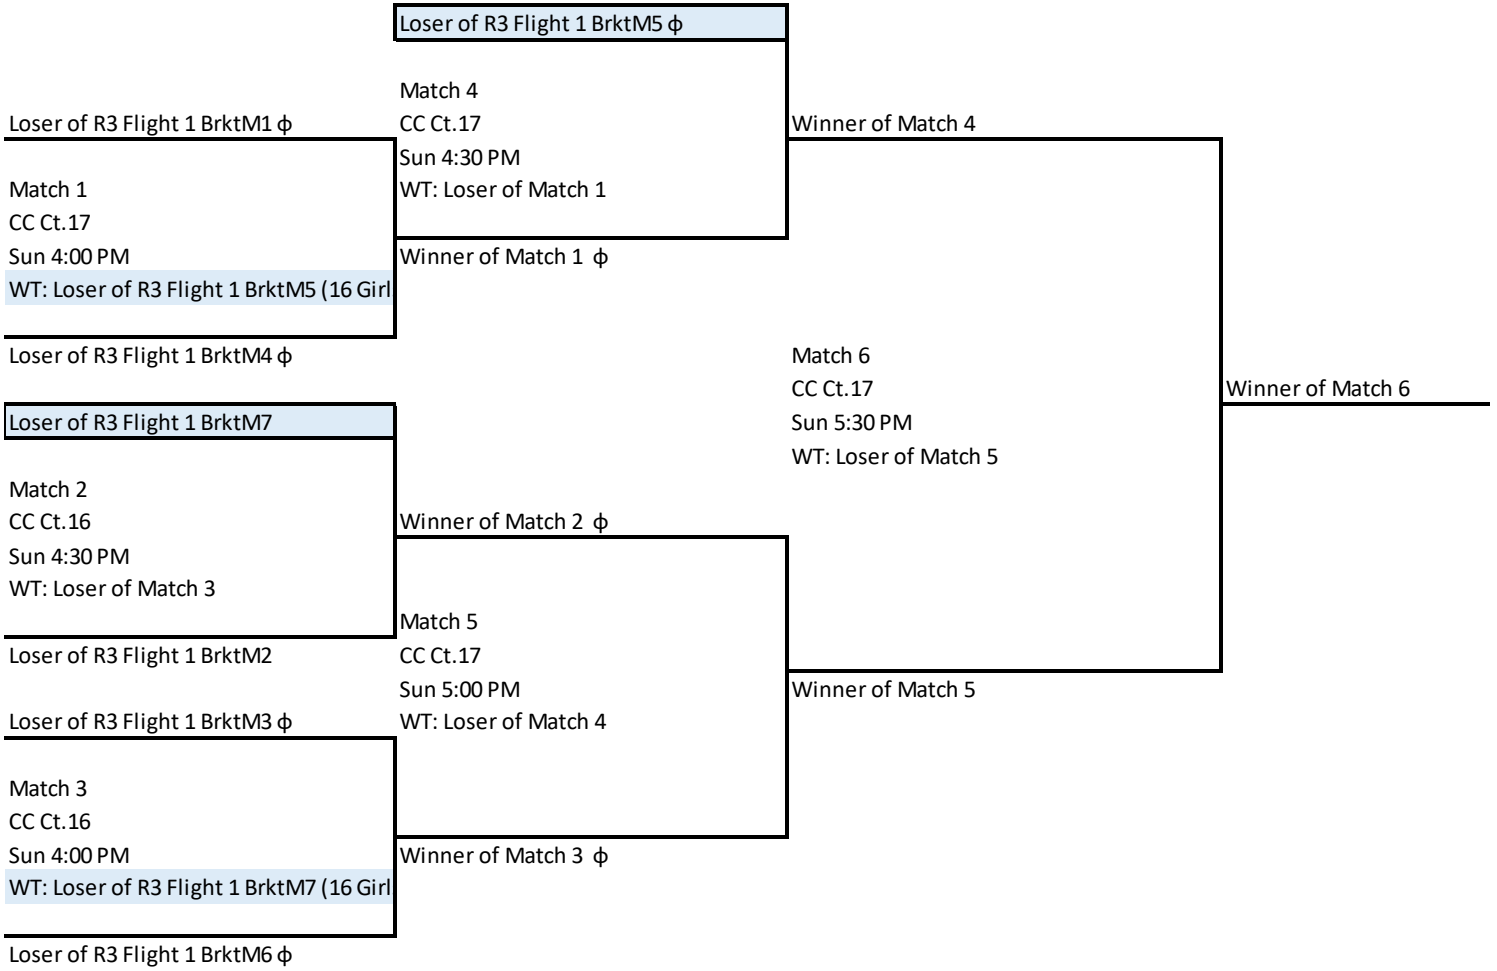 Loser of R3 Flight 1 BrktM5 ф
Match 4
Loser of R3 Flight 1 BrktM1 ф
CC Ct.17
Winner of Match 4
Sun 4:30 PM
Match 1
WT: Loser of Match 1
CC Ct.17
Sun 4:00 PM
Winner of Match 1 ф
WT: Loser of R3 Flight 1 BrktM5 (16 Girl
Loser of R3 Flight 1 BrktM4 ф
Match 6
CC Ct.17
Winner of Match 6
Loser of R3 Flight 1 BrktM7
Sun 5:30 PM
WT: Loser of Match 5
Match 2
CC Ct.16
Winner of Match 2 ф
Sun 4:30 PM
WT: Loser of Match 3
Match 5
Loser of R3 Flight 1 BrktM2
CC Ct.17
Sun 5:00 PM
Winner of Match 5
Loser of R3 Flight 1 BrktM3 ф
WT: Loser of Match 4
Match 3
CC Ct.16
Sun 4:00 PM
Winner of Match 3 ф
WT: Loser of R3 Flight 1 BrktM7 (16 Girl
Loser of R3 Flight 1 BrktM6 ф